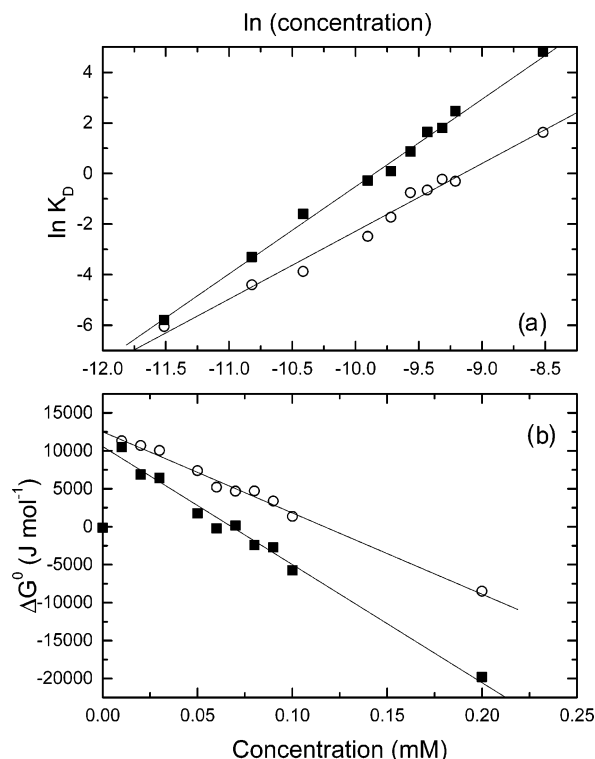 ln (concentration)
4
2
0
-2
-4
-6
ln K_D
(a)
-12.0 -11.5 -11.0 -10.5 -10.0 -9.5 -9.0 -8.5
15000
10000
5000
0
-5000
-10000
-15000
-20000
ΔG⁰ (J mol⁻¹)
(b)
0.00 0.05 0.10 0.15 0.20 0.25
Concentration (mM)